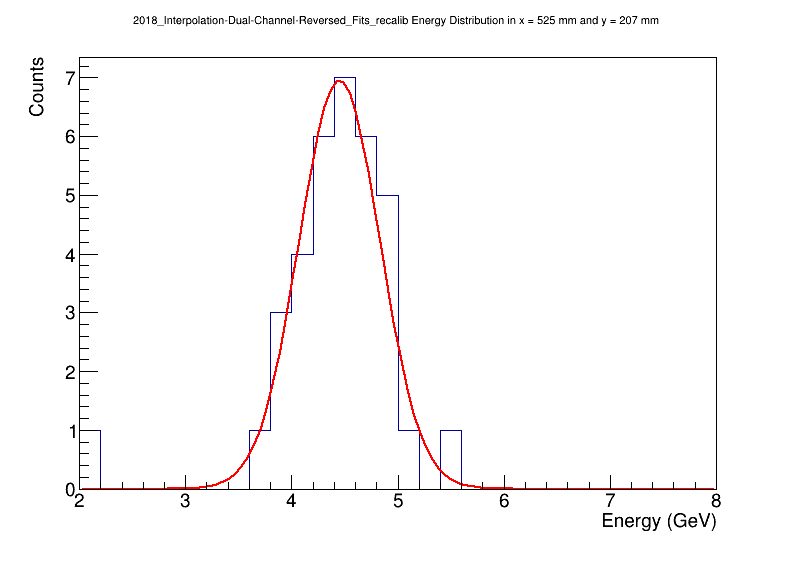 2018_Interpolation-Dual-Channel-Reversed_Fits_recalib Energy Distribution in x = 525 mm and y = 207 mm
Counts
7
6
5
4
3
2
1
0
2 3 4 5 6 7 8
Energy (GeV)